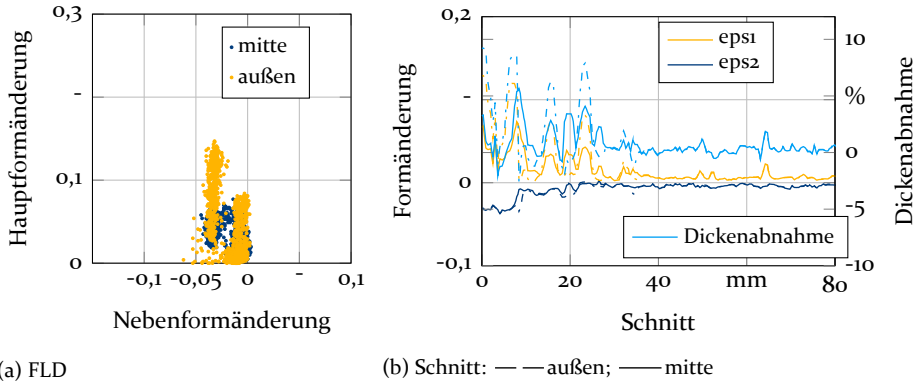 0,3
-
0,1
0
Hauptformänderung
mitte
außen
-0,1
-0,05
0
-
0,1
Nebenformänderung
(a) FLD
0,2
-
0
-0,1
Formänderung
eps1
eps2
Dickenabnahme
10
%
0
-5
-10
Dickenabnahme
0
20
40
mm
80
Schnitt
(b) Schnitt: — — außen; —— mitte